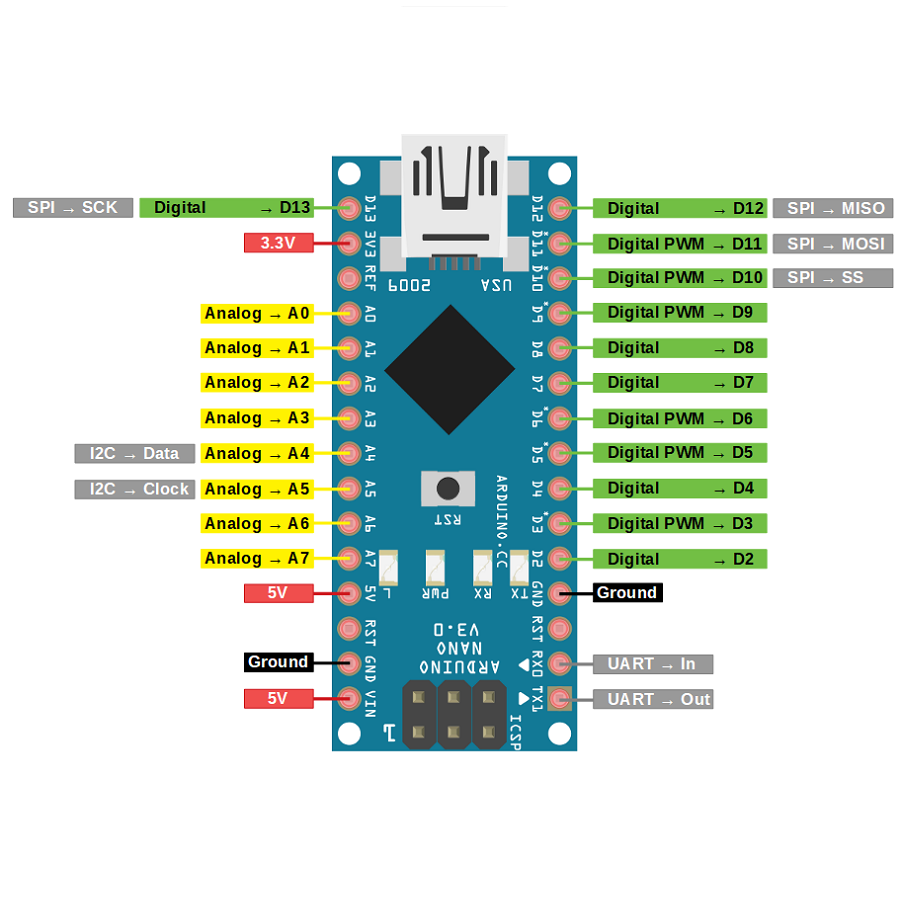 SPI → SCK
Digital → D13
3.3V
Analog → A0
Analog → A1
Analog → A2
Analog → A3
I2C → Data
Analog → A4
I2C → Clock
Analog → A5
Analog → A6
Analog → A7
5V
Ground
5V
D13
3V3
REF
A0
A1
A2
A3
A4
A5
A6
A7
5V
RST
GND
VIN
2009
USA
RST
ARDUINO.CC
L
PWR
RX
TX
V3.0
NANO
ARDUINO
1
ICSP
D12
D11*
D10*
D9*
D8
D7
D6*
D5*
D4
D3*
D2
GND
RST
RX0
TX1
Digital → D12
SPI → MISO
Digital PWM → D11
SPI → MOSI
Digital PWM → D10
SPI → SS
Digital PWM → D9
Digital → D8
Digital → D7
Digital PWM → D6
Digital PWM → D5
Digital → D4
Digital PWM → D3
Digital → D2
Ground
UART → In
UART → Out